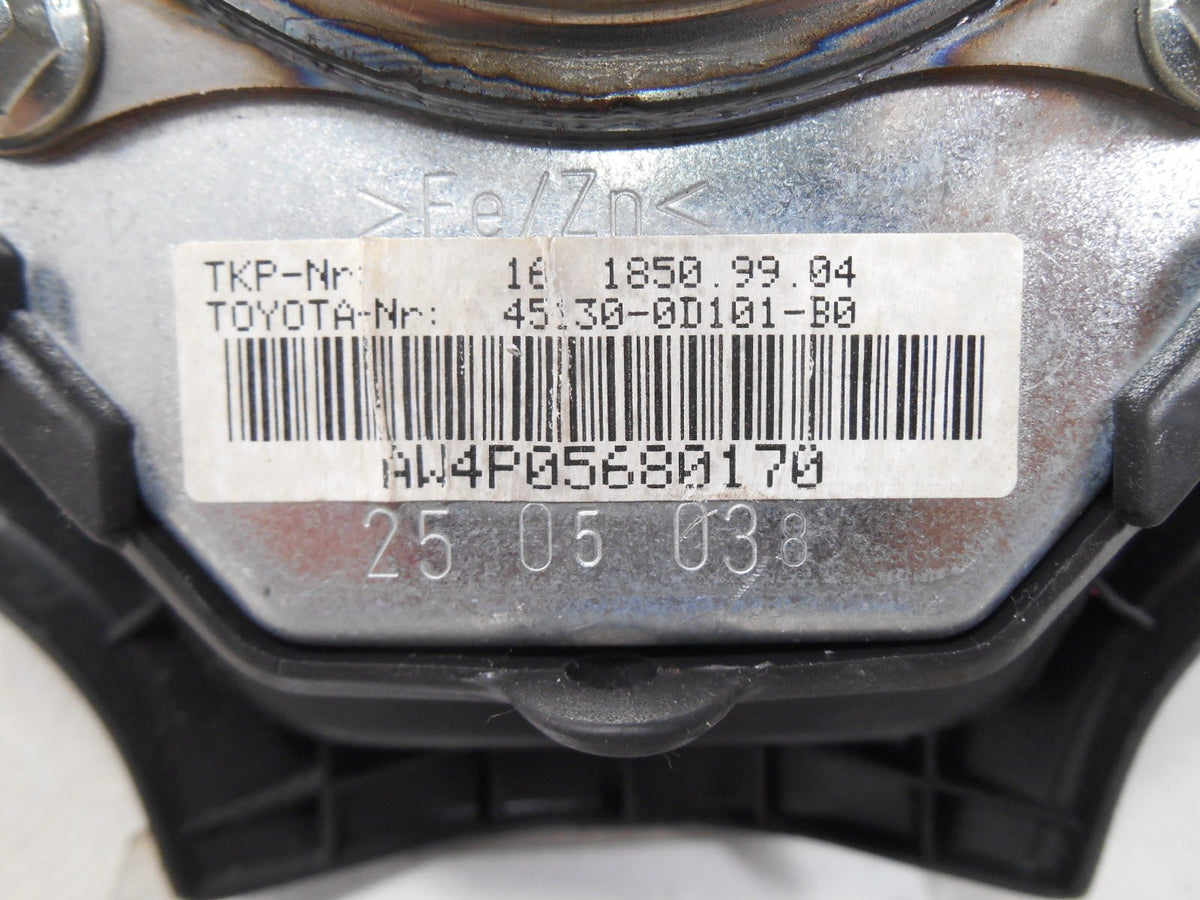 >Fe/Zn<
TKP-Nr: 16 1850.99.04
TOYOTA-Nr: 45130-0D101-B0
AW4P05680170
25 05 038